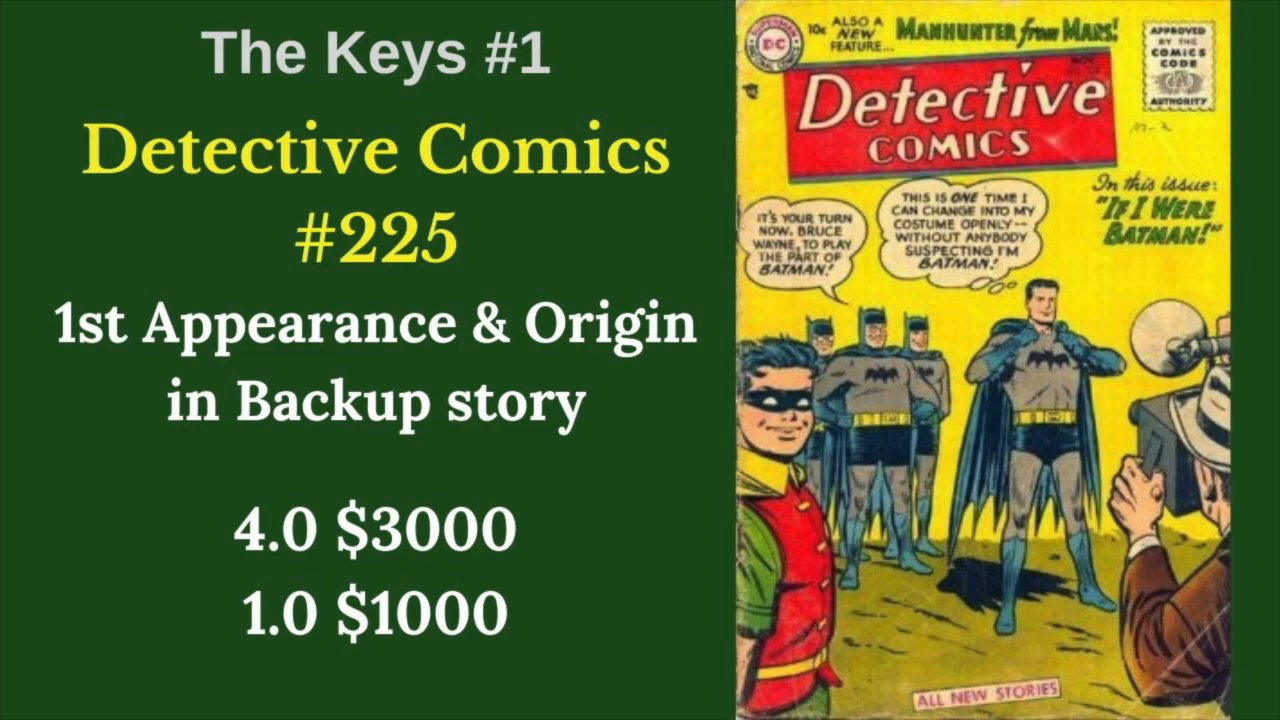 The Keys #1
Detective Comics
#225
1st Appearance & Origin
in Backup story
4.0 $3000
1.0 $1000
DC
10¢
ALSO A
NEW
FEATURE...
MANHUNTER from MARS!
APPROVED
BY THE
COMICS
CODE
AUTHORITY
NOV.
Detective
COMICS
In this issue:
"IF I WERE
BATMAN!"
IT'S YOUR TURN
NOW, BRUCE
WAYNE, TO PLAY
THE PART OF
BATMAN!
THIS IS ONE TIME I
CAN CHANGE INTO MY
COSTUME OPENLY--
WITHOUT ANYBODY
SUSPECTING I'M
BATMAN!
ALL NEW STORIES